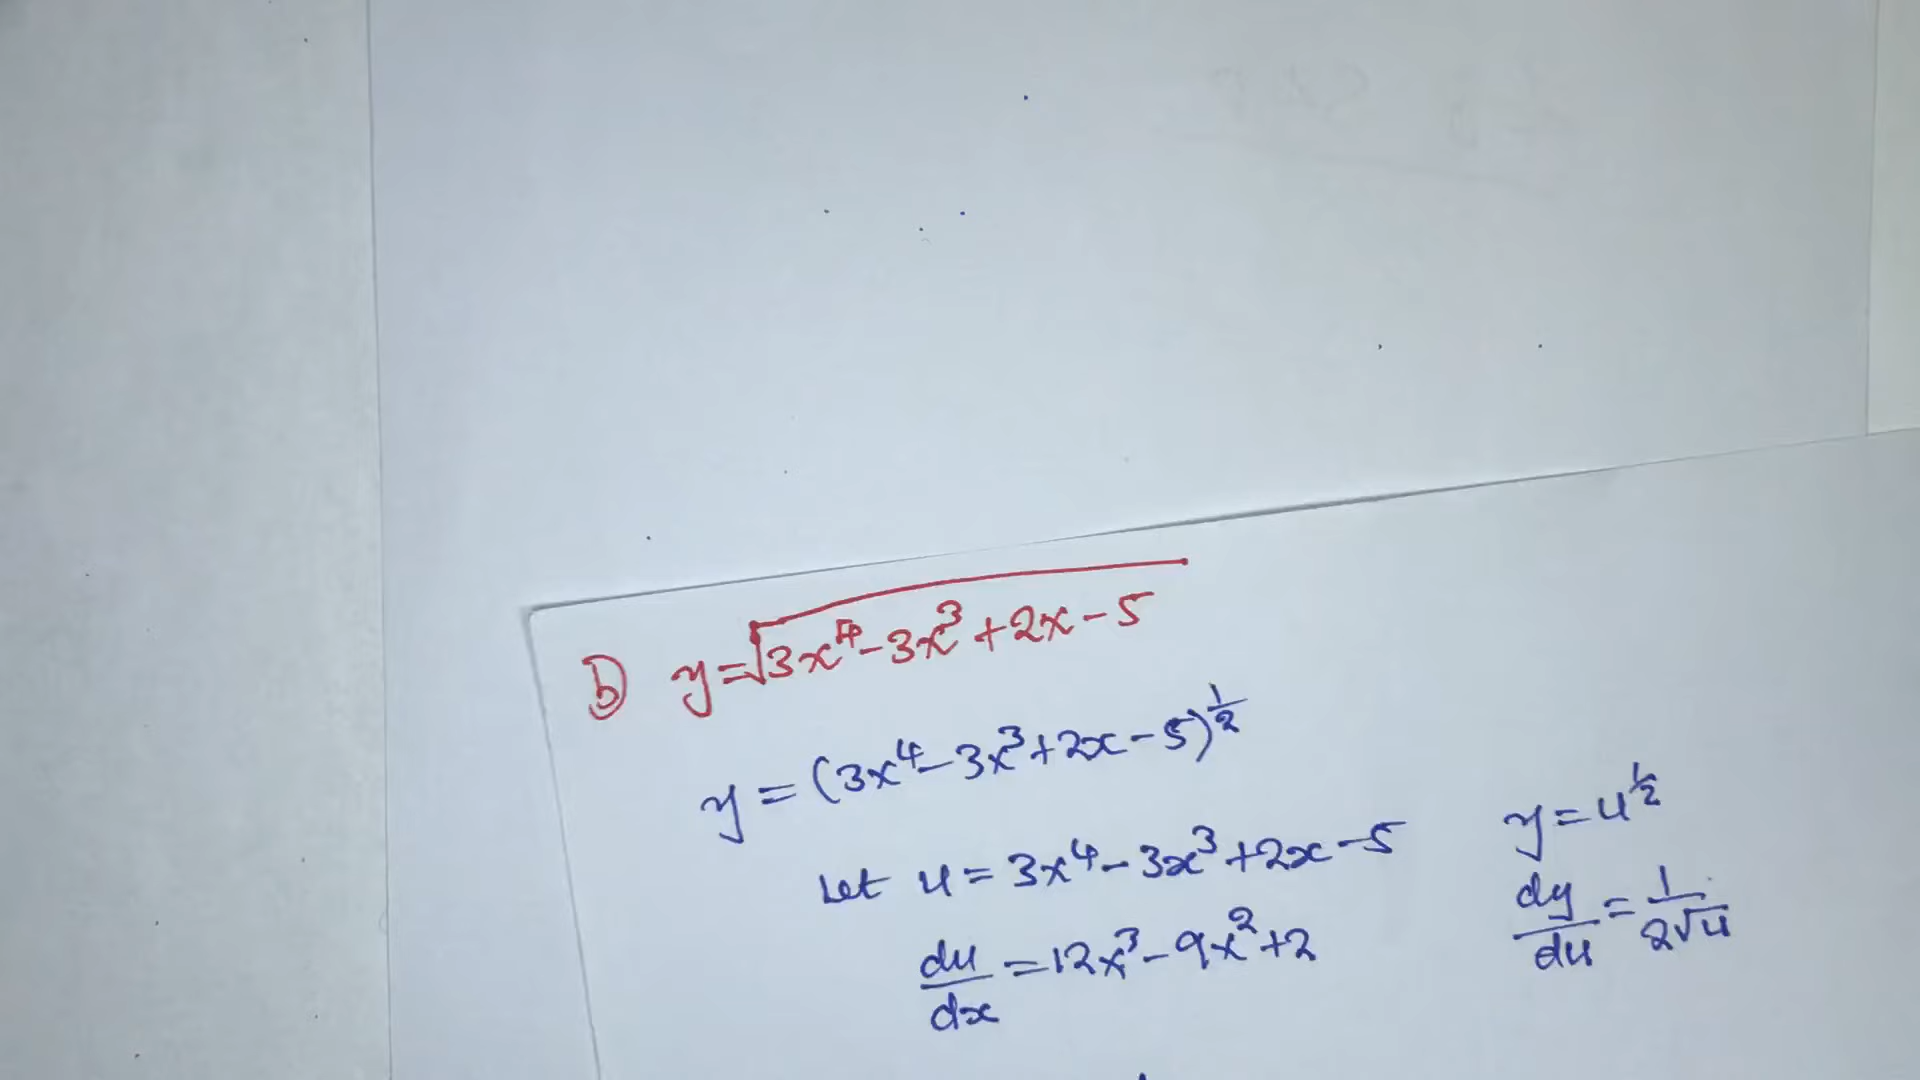 b) y=√3x⁴-3x³+2x-5
y = (3x⁴-3x³+2x-5)^½
Let u = 3x⁴-3x³+2x-5
y = u^½
du/dx = 12x³-9x²+2
dy/du = 1/2√u